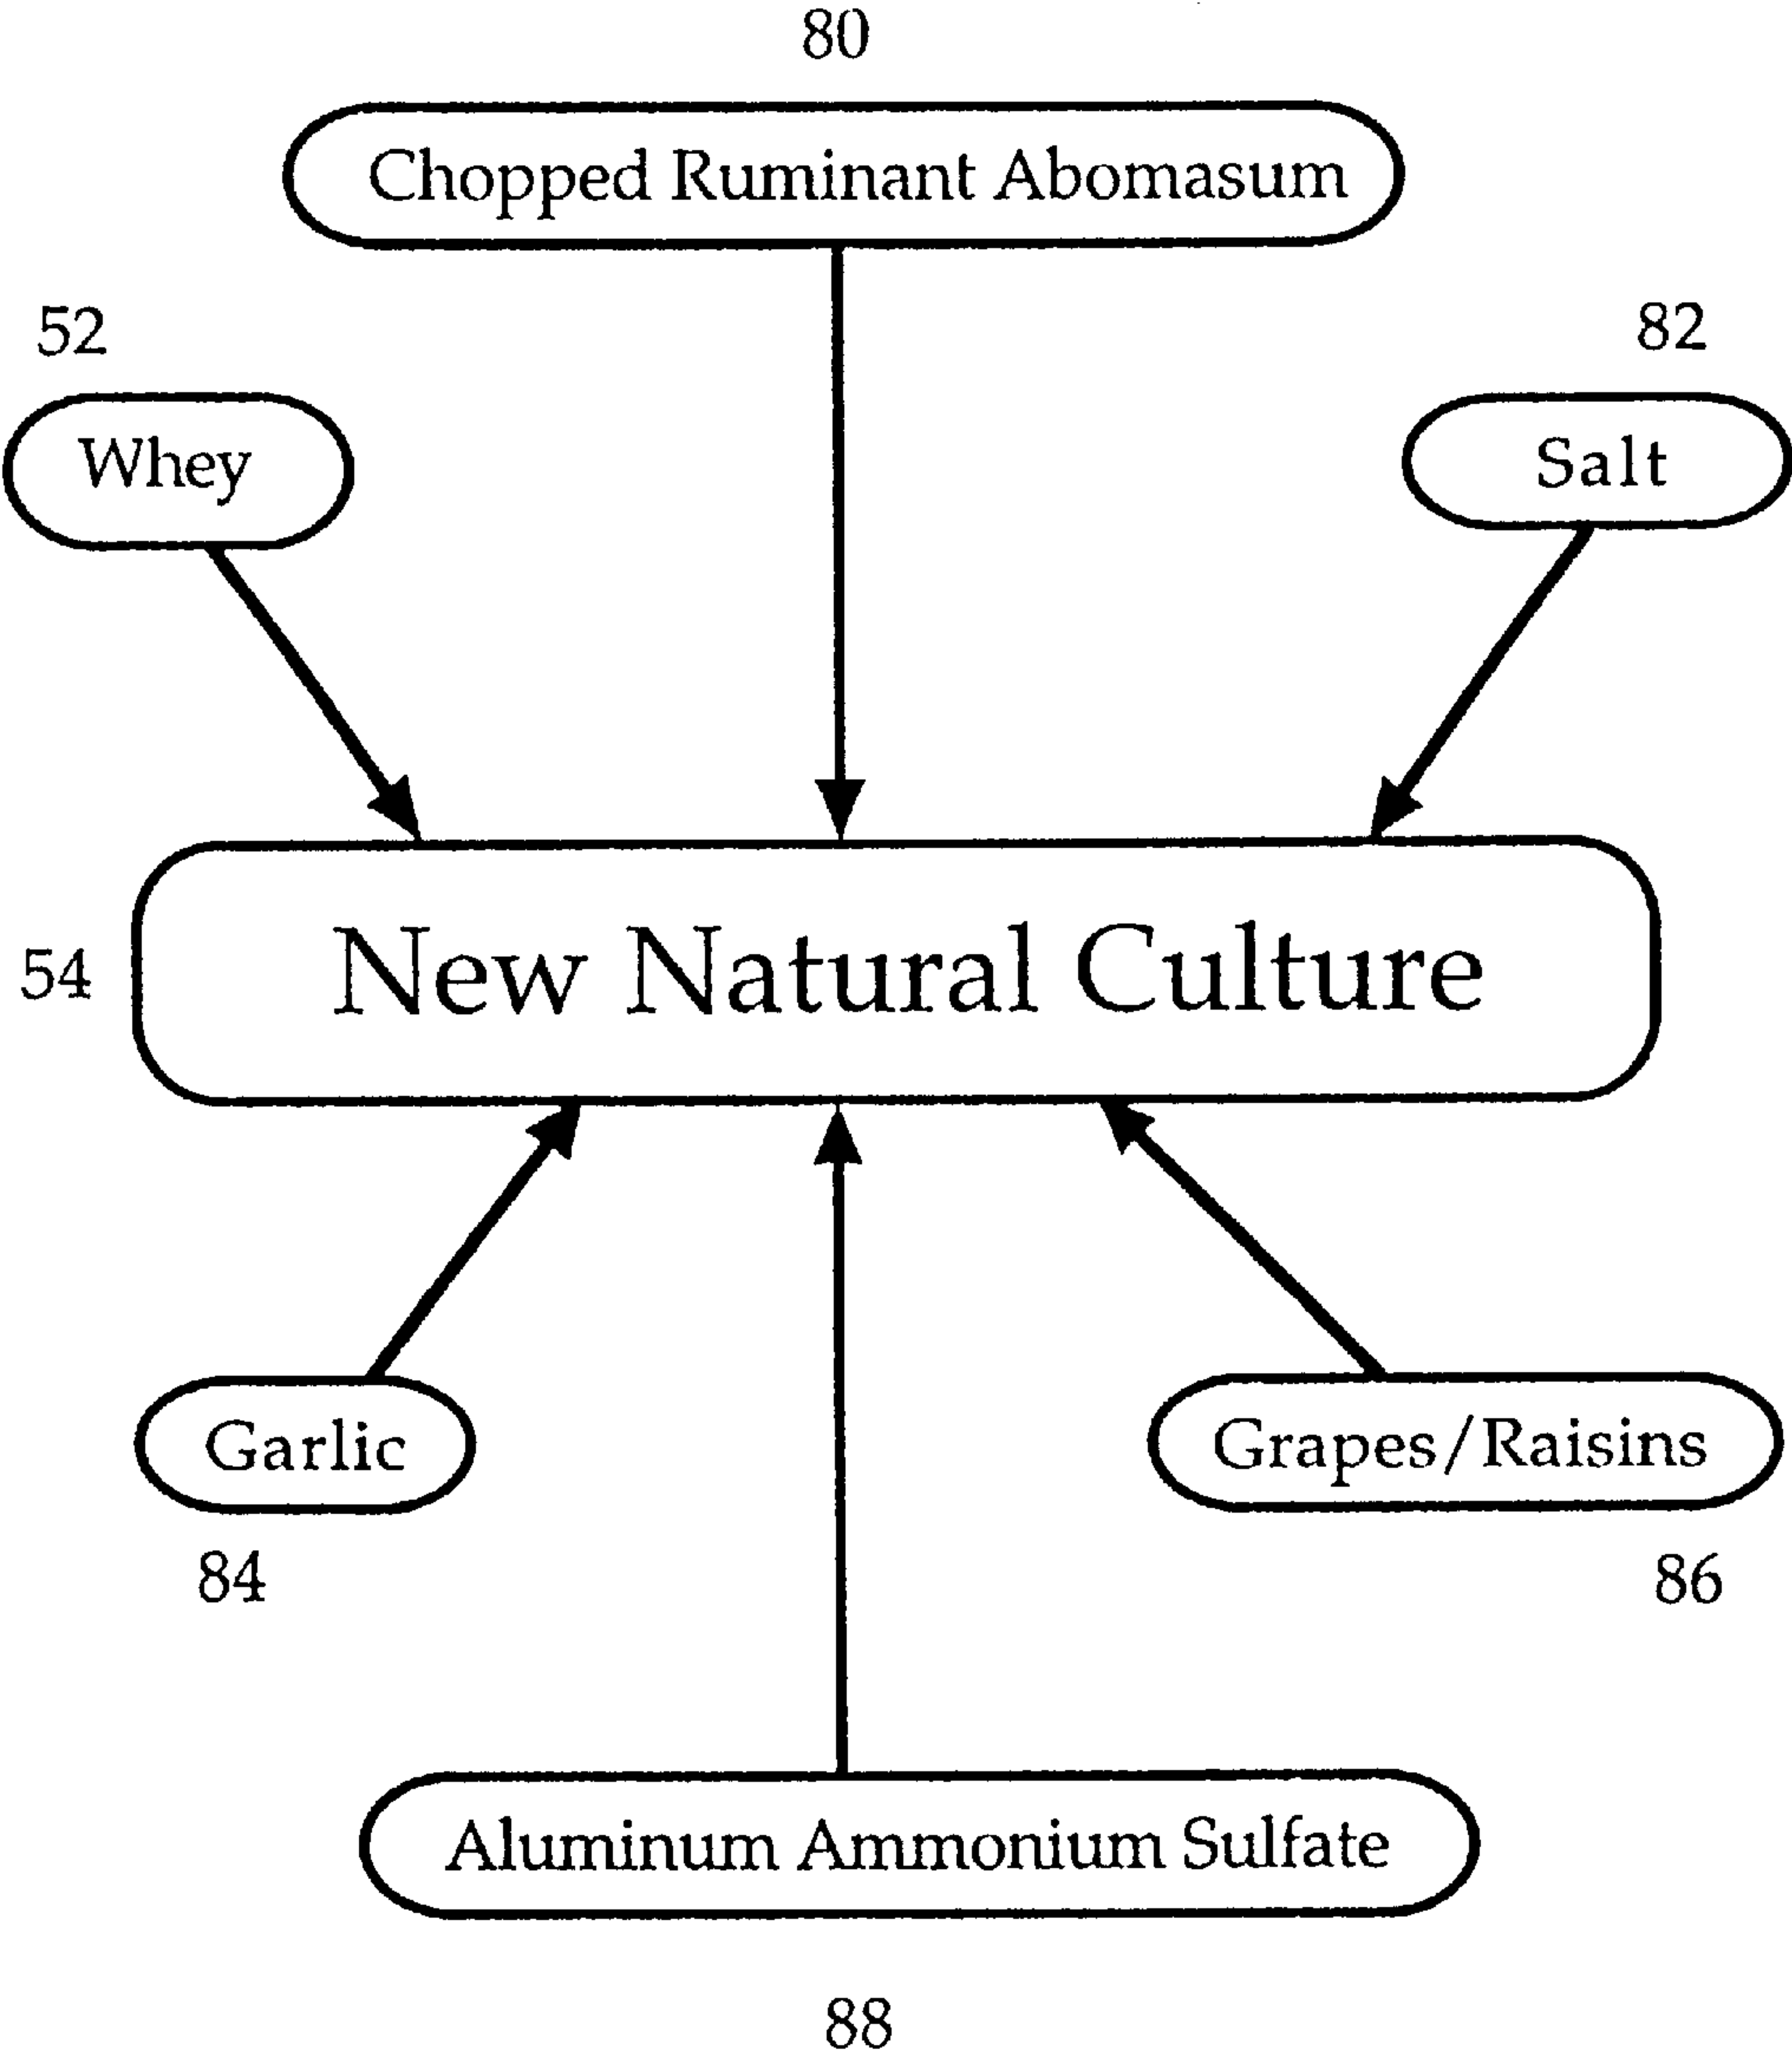 80
Chopped Ruminant Abomasum
52
82
Whey
Salt
54
New Natural Culture
Garlic
Grapes/Raisins
84
86
Aluminum Ammonium Sulfate
88